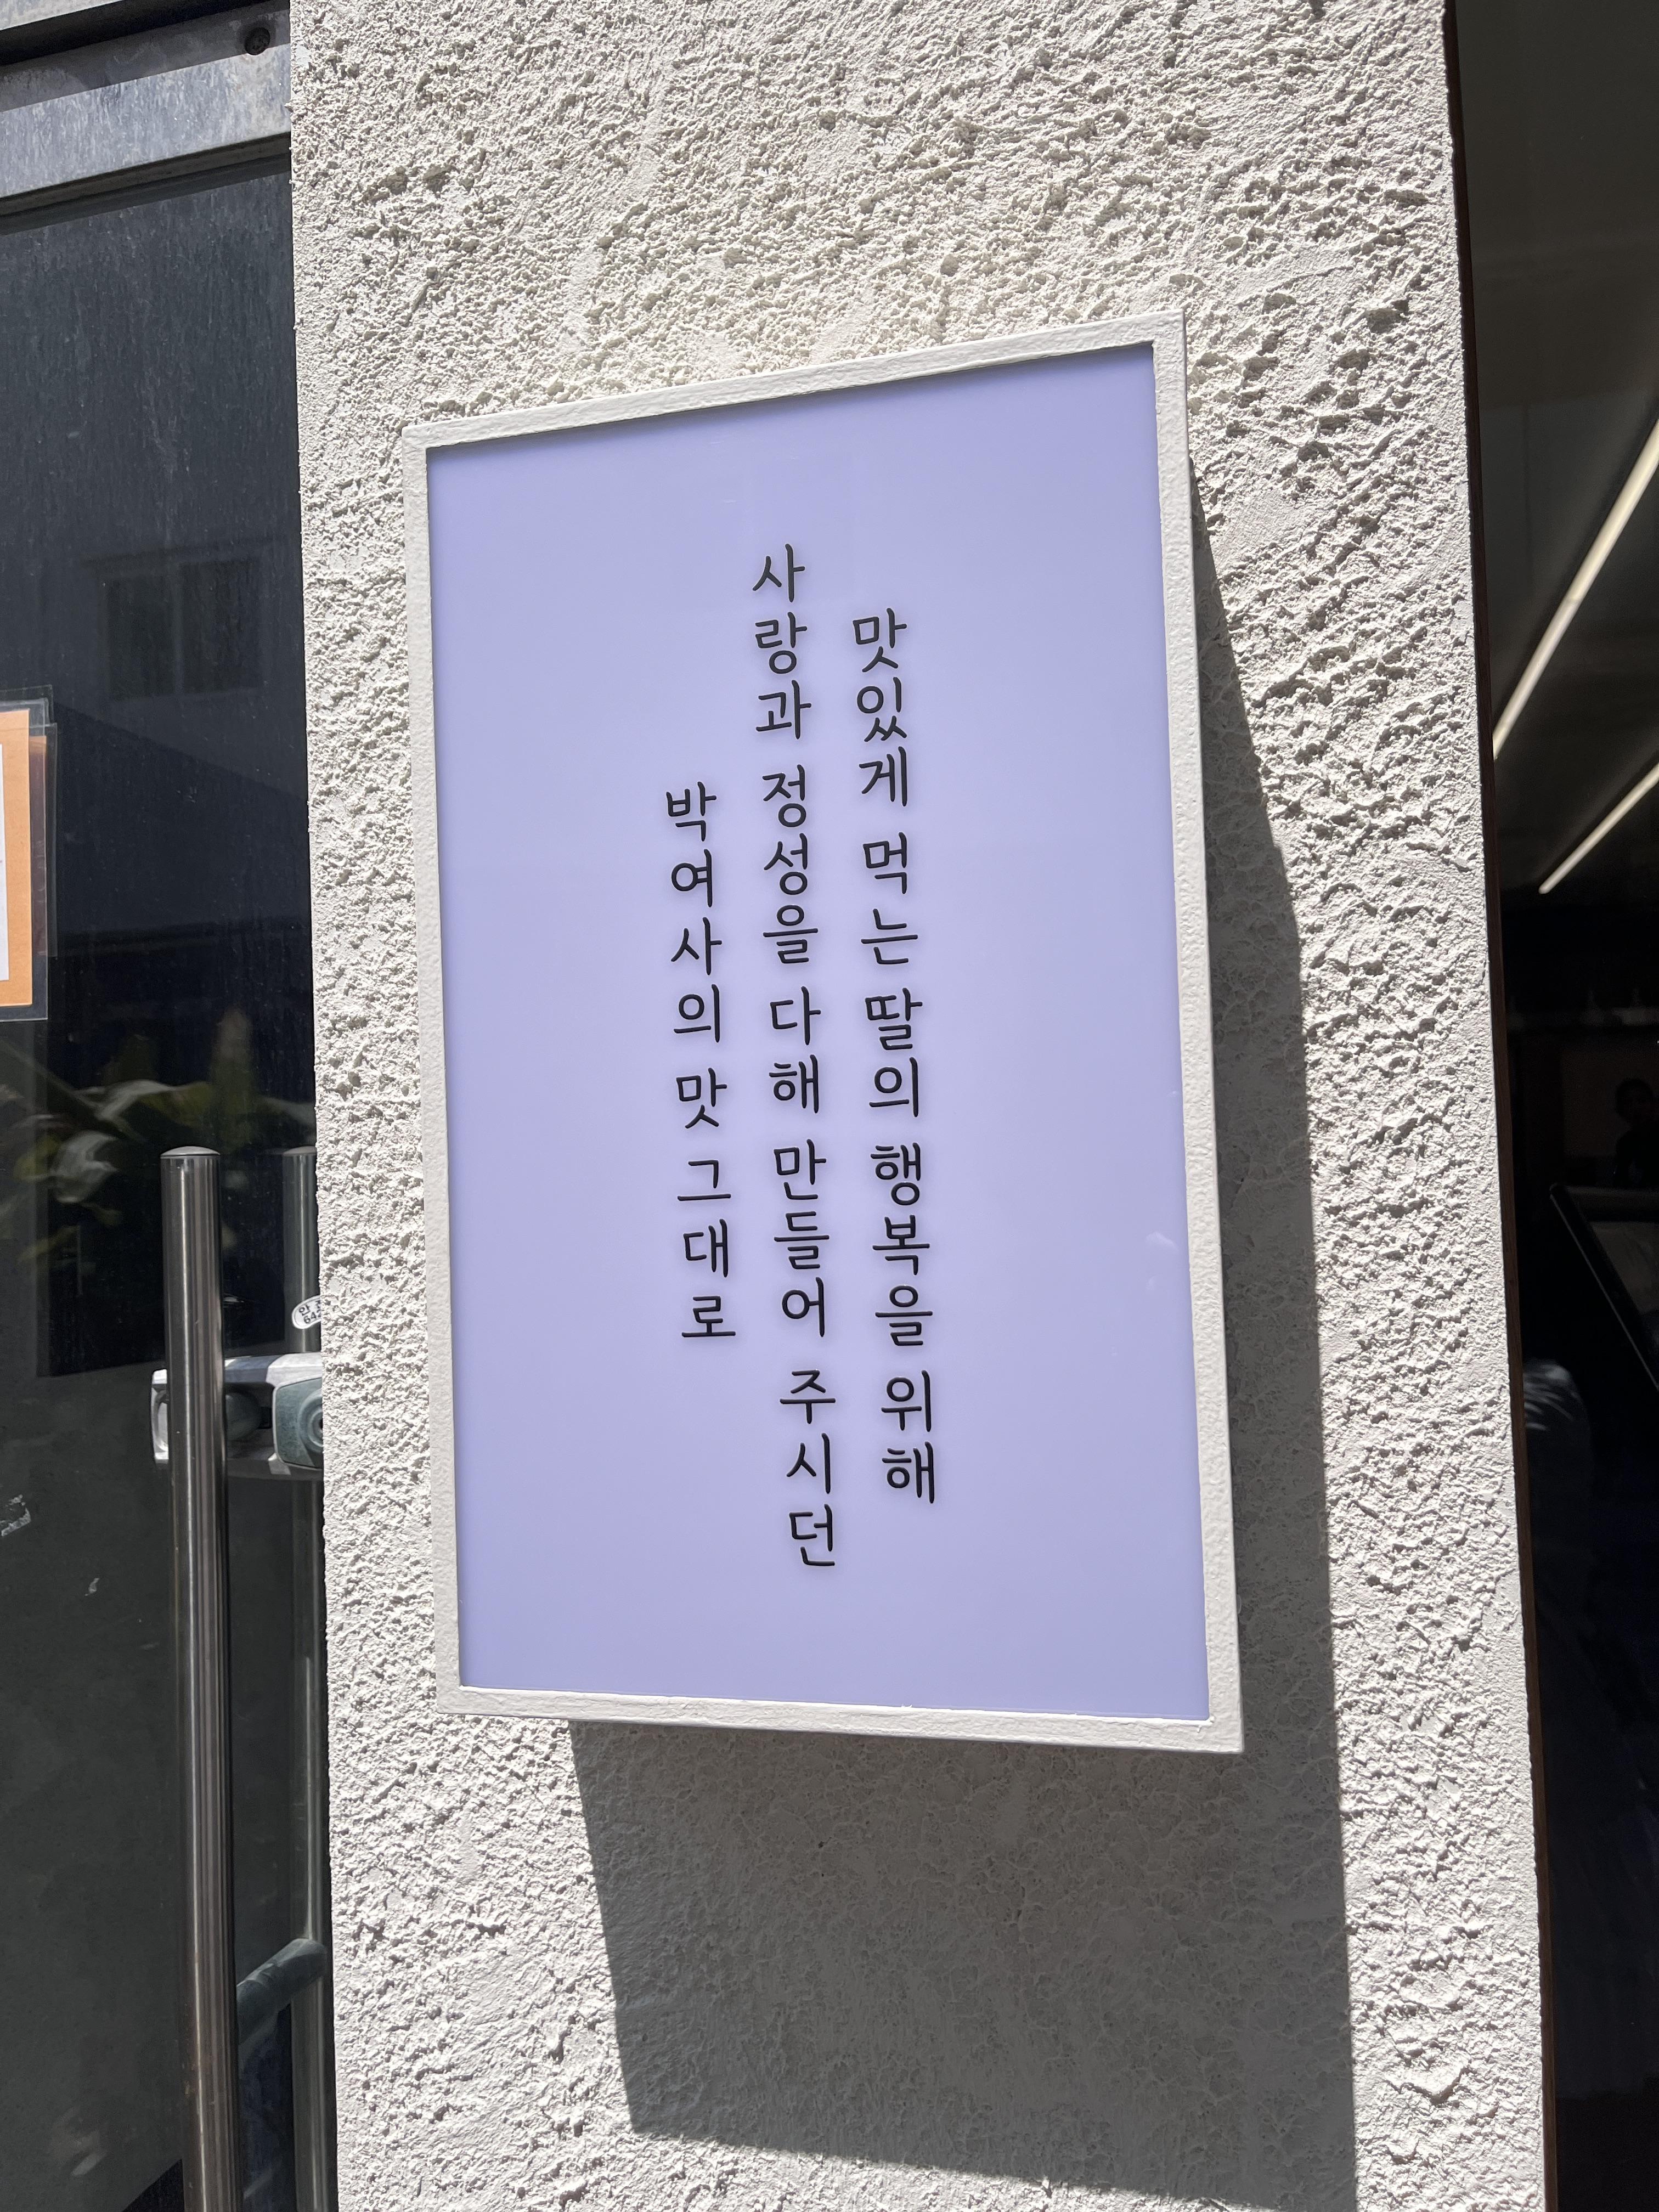 맛있게 먹는 딸의 행복을 위해
사랑과 정성을 다해 만들어 주시던
박여사의 맛 그대로